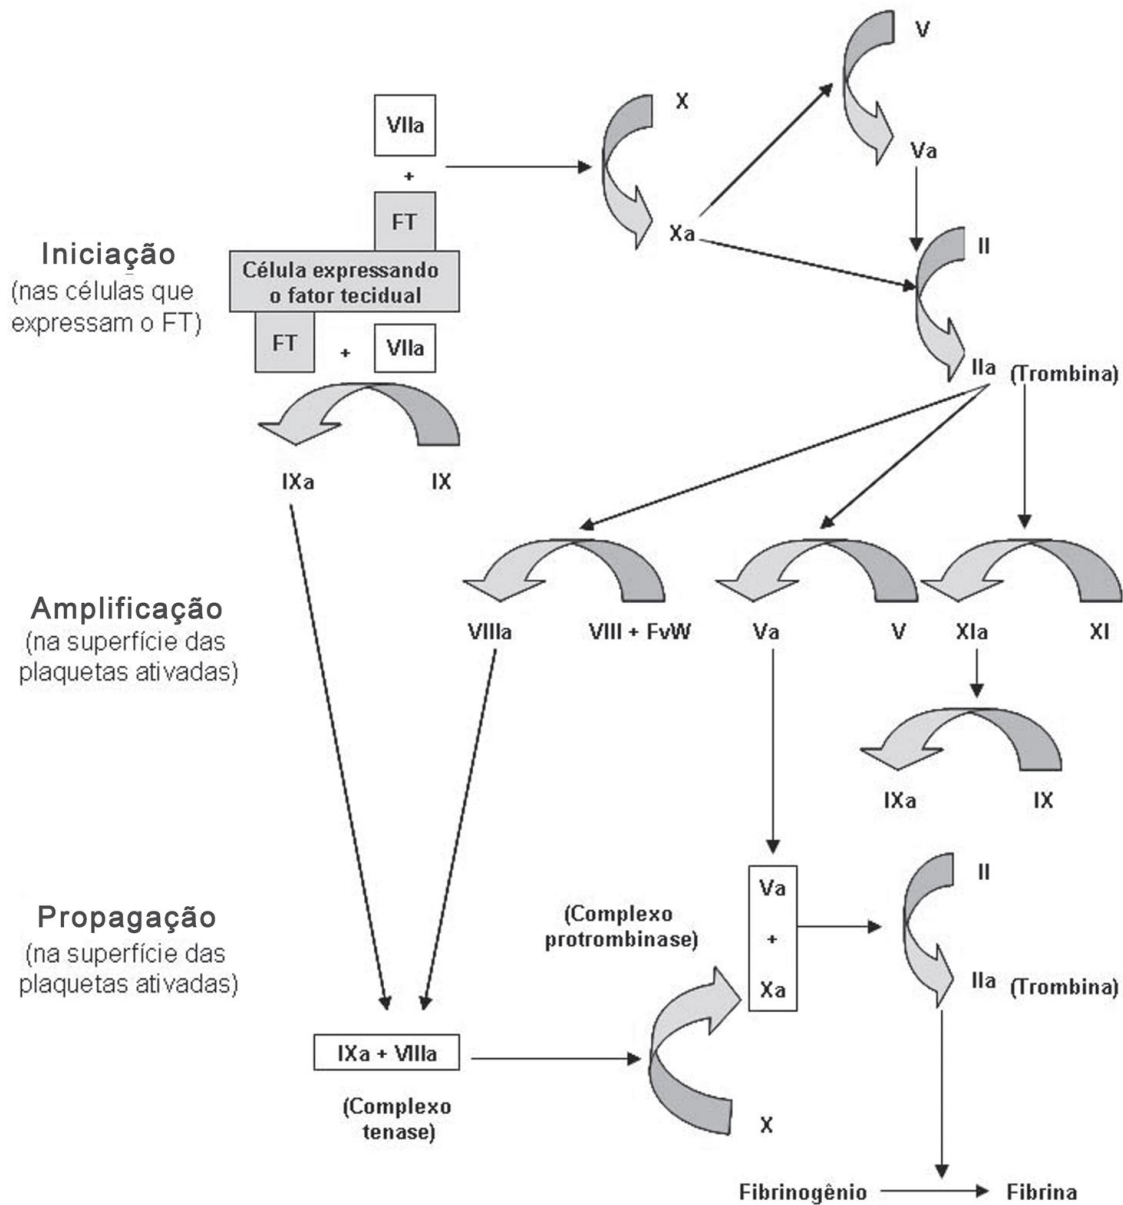 V
VIIa
X
+
Va
FT
Xa
II
Iniciação
(nas células que
expressam o FT)
Célula expressando
o fator tecidual
FT
+
VIIa
IIa (Trombina)
IXa
IX
Amplificação
(na superfície das
plaquetas ativadas)
VIIIa
VIII + FvW
Va
V
XIa
XI
IXa
IX
Propagação
(na superfície das
plaquetas ativadas)
(Complexo
protrombinase)
Va
+
Xa
II
IIa (Trombina)
IXa + VIIIa
(Complexo
tenase)
X
Fibrinogênio
Fibrina